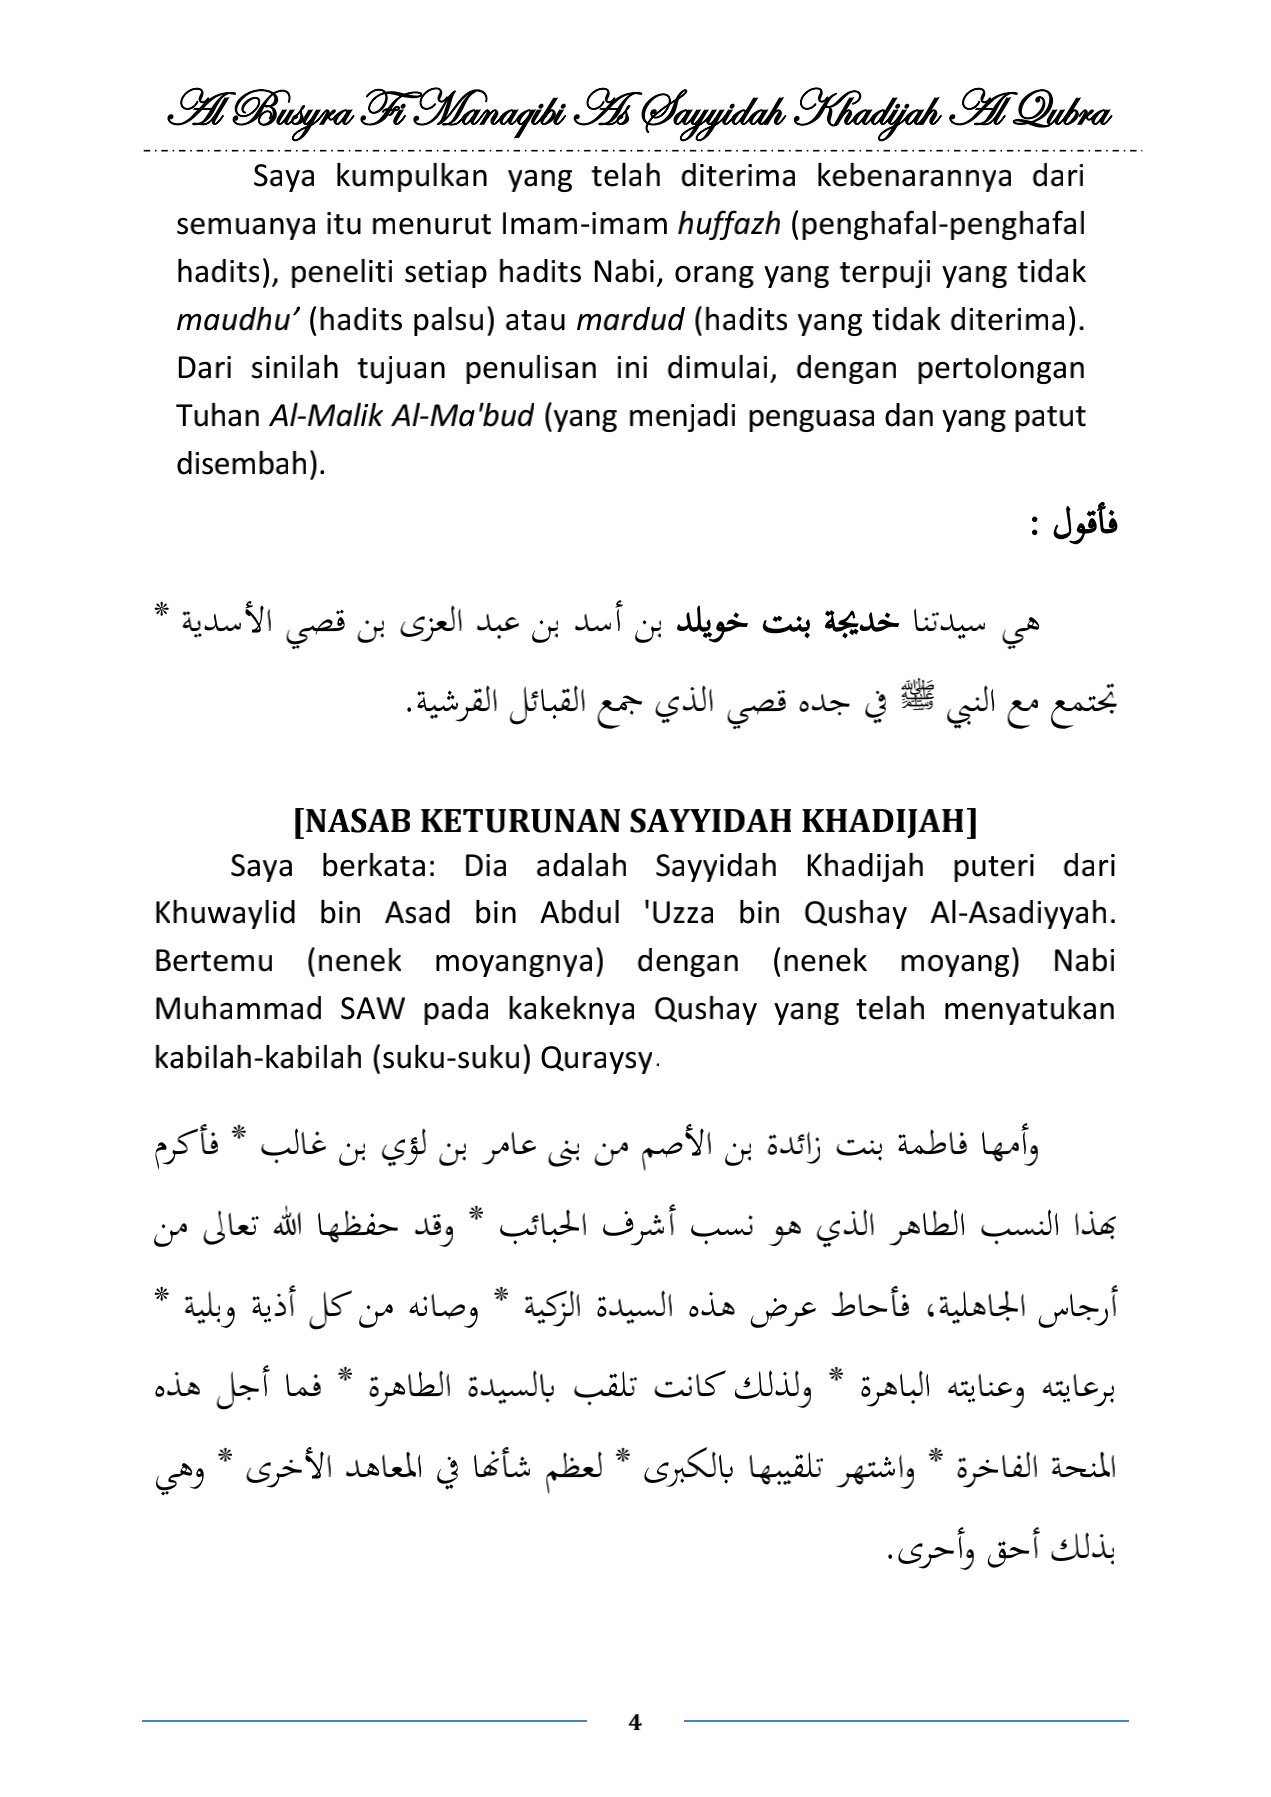 Al Busyra Fi Manaqibi As Sayyidah Khadijah Al Qubra
Saya kumpulkan yang telah diterima kebenarannya dari
semuanya itu menurut Imam-imam huffazh (penghafal-penghafal
hadits), peneliti setiap hadits Nabi, orang yang terpuji yang tidak
maudhu’ (hadits palsu) atau mardud (hadits yang tidak diterima).
Dari sinilah tujuan penulisan ini dimulai, dengan pertolongan
Tuhan Al-Malik Al-Ma'bud (yang menjadi penguasa dan yang patut
disembah).
فأقول :
هي سيدتنا خديجة بنت خويلد بن أسد بن عبد العزى بن قصي الأسدية *
تجتمع مع النبي ﷺ في جده قصي الذي جمع القبائل القرشية.
[NASAB KETURUNAN SAYYIDAH KHADIJAH]
Saya berkata: Dia adalah Sayyidah Khadijah puteri dari
Khuwaylid bin Asad bin Abdul 'Uzza bin Qushay Al-Asadiyyah.
Bertemu (nenek moyangnya) dengan (nenek moyang) Nabi
Muhammad SAW pada kakeknya Qushay yang telah menyatukan
kabilah-kabilah (suku-suku) Quraysy.
وأمها فاطمة بنت زائدة بن الأصم من بنى عامر بن لؤي بن غالب * فأكرم
بهذا النسب الطاهر الذي هو نسب أشرف الحبائب * وقد حفظها الله تعالى من
أرجاس الجاهلية، فأحاط عرض هذه السيدة الزكية * وصانه من كل أذية وبلية *
برعايته وعنايته الباهرة * ولذلك كانت تلقب بالسيدة الطاهرة * فما أجل هذه
المنحة الفاخرة * واشتهر تلقيبها بالكبرى * لعظم شأنها في المعاهد الأخرى * وهي
بذلك أحق وأحرى.
4